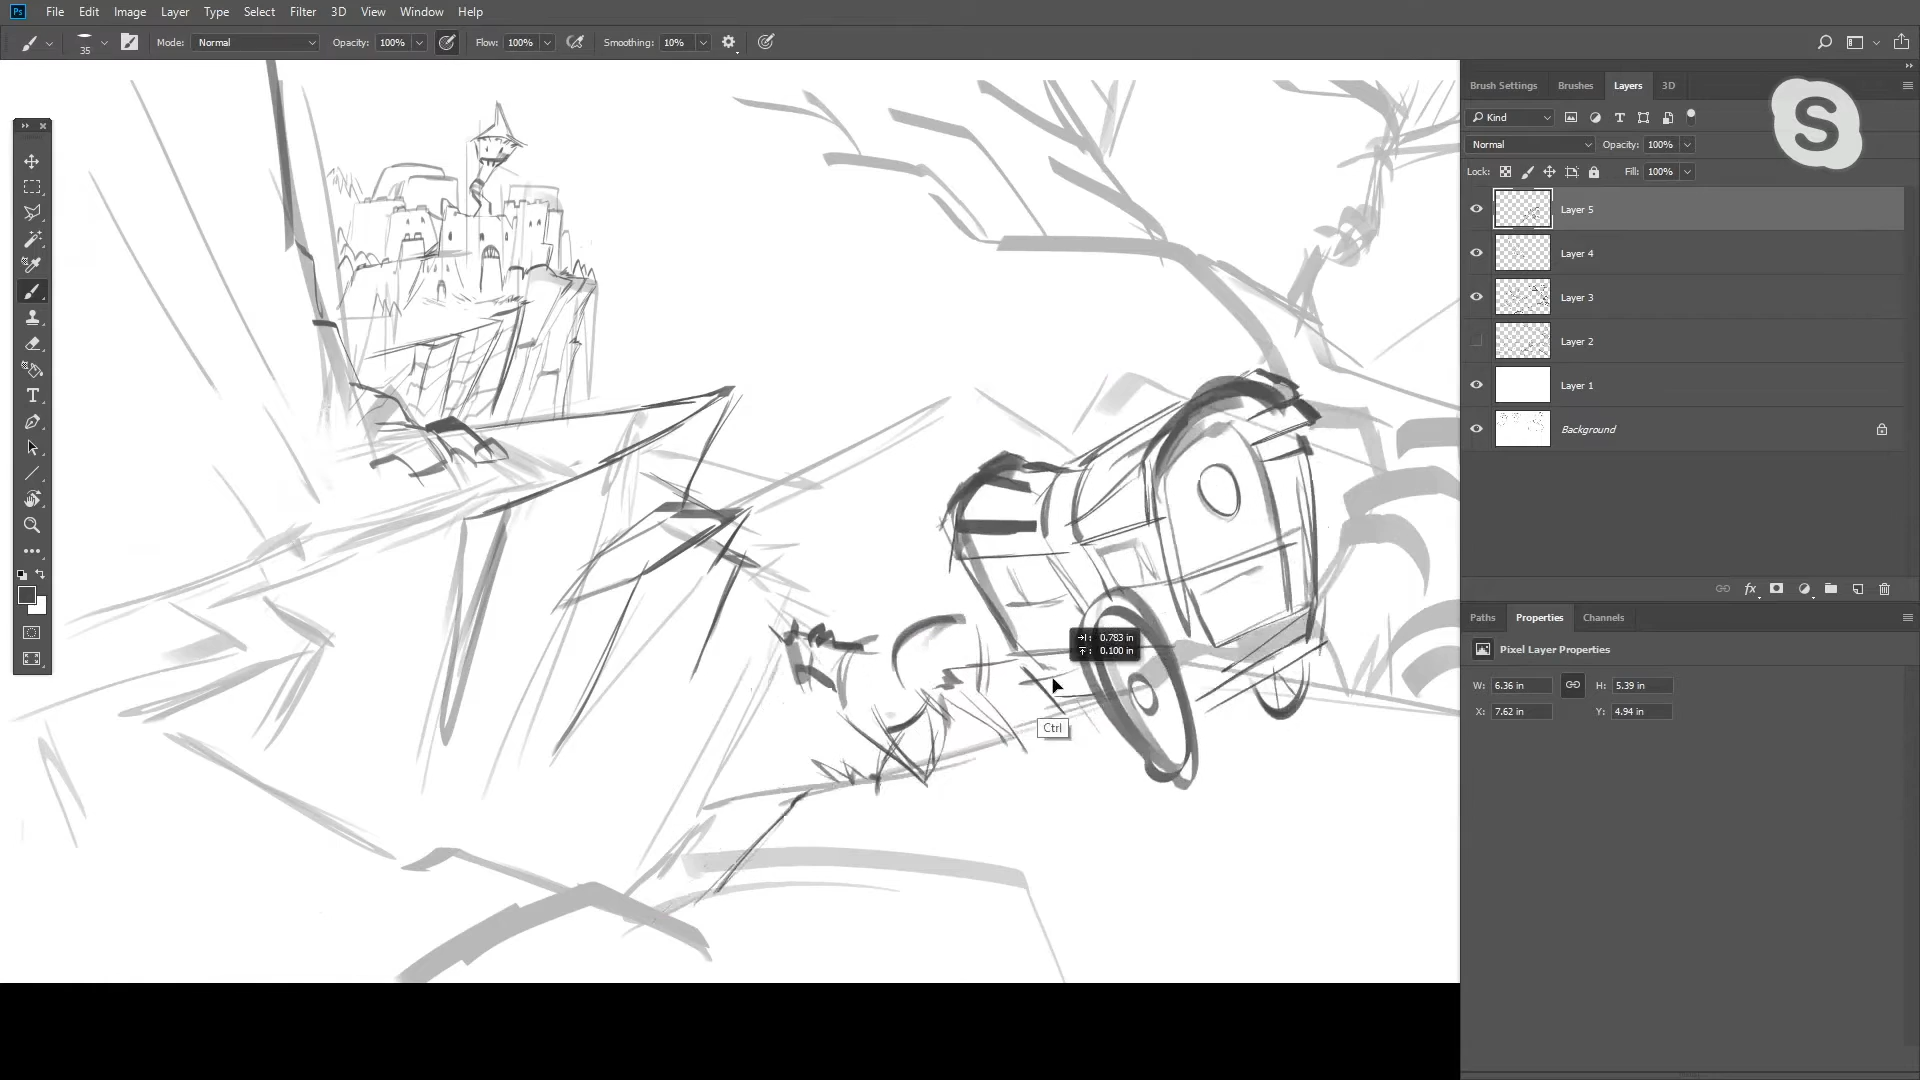 Ps File Edit Image Layer Type Select Filter 3D View Window Help
35 Mode: Normal Opacity: 100% Flow: 100% Smoothing: 10%
Brush Settings Brushes Layers 3D
Kind
Normal Opacity: 100%
Lock: Fill: 100%
Layer 5
Layer 4
Layer 3
Layer 2
Layer 1
Background
fx
Paths Properties Channels
Pixel Layer Properties
W: 6.36 in H: 5.39 in
X: 7.62 in Y: 4.94 in
0.783 in
0.100 in
Ctrl
S